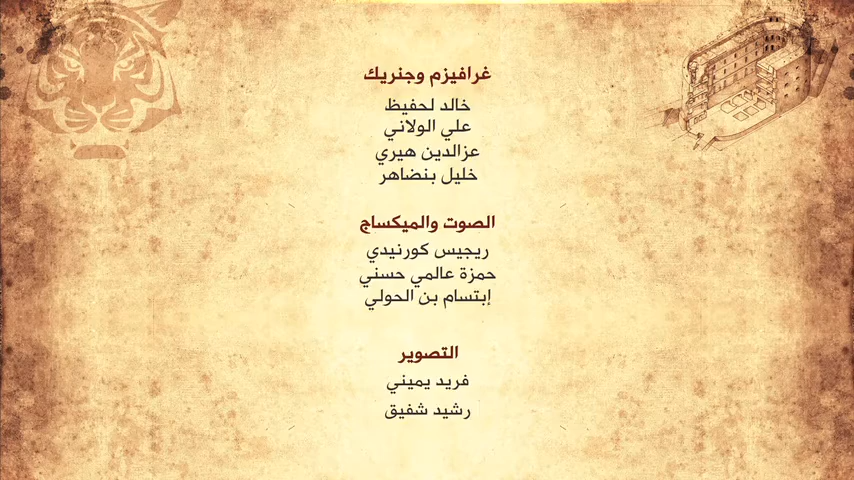 غرافيزم وجنريك
خالد لحفيظ
علي الولاني
عزالدين هيري
خليل بنضاهر
الصوت والميكساج
ريجيس كورنيدي
حمزة عالمي حسني
إبتسام بن الحولي
التصوير
فريد يميني
رشيد شفيق